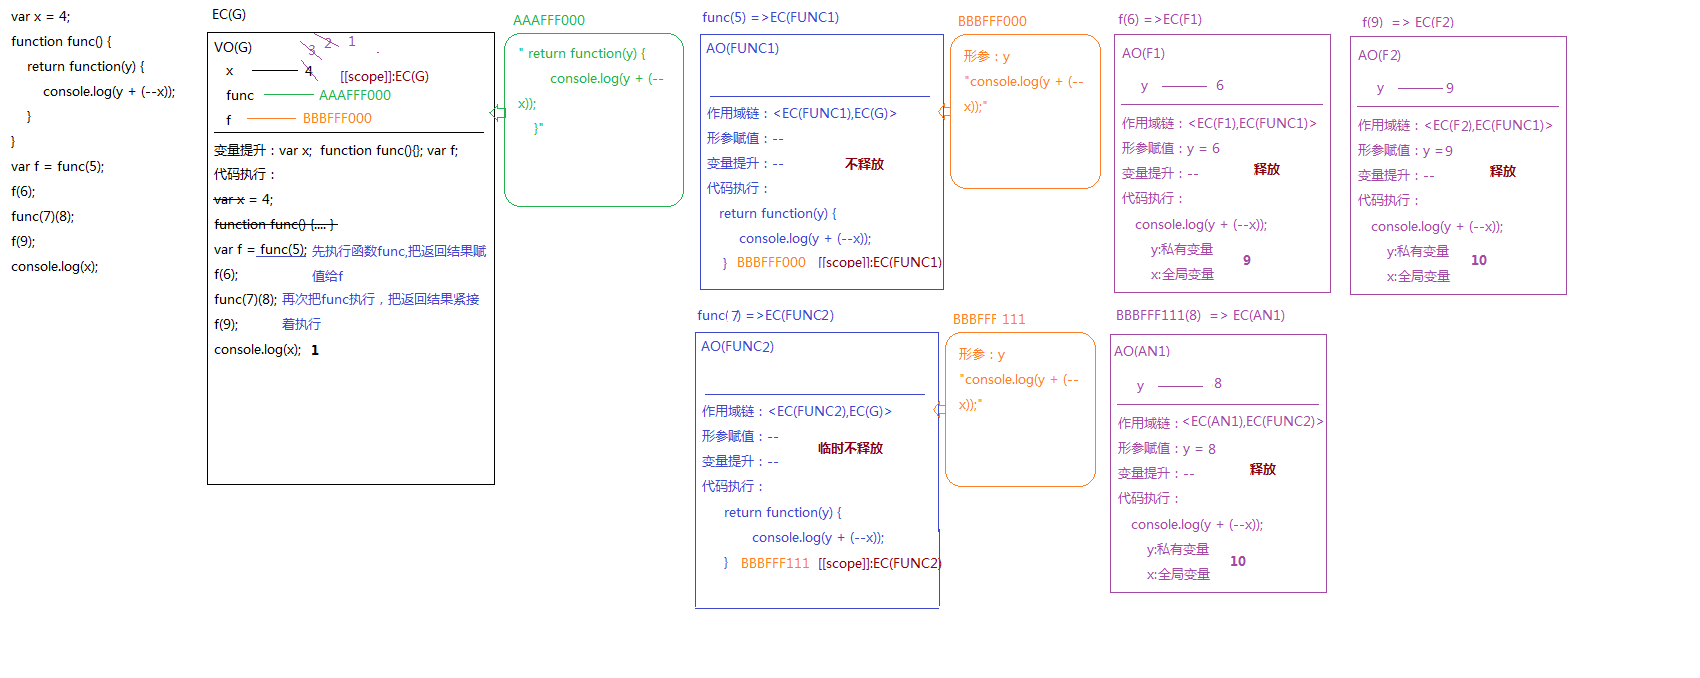 var x = 4;
function func() {
return function(y) {
console.log(y + (--x));
}
}
var f = func(5);
f(6);
func(7)(8);
f(9);
console.log(x);
EC(G)
VO(G)
3 2 1
x 4
[[scope]]:EC(G)
func AAAFFF000
f BBBFFF000
变量提升：var x; function func(){}; var f;
代码执行：
var x = 4;
function func() {.... }
var f = func(5); 先执行函数func,把返回结果赋
值给f
f(6);
func(7)(8); 再次把func执行，把返回结果紧接
着执行
f(9);
console.log(x); 1
AAAFFF000
" return function(y) {
console.log(y + (--
x));
}"
func(5) =>EC(FUNC1)
AO(FUNC1)
作用域链：<EC(FUNC1),EC(G)>
形参赋值：--
变量提升：--
不释放
代码执行：
return function(y) {
console.log(y + (--x));
} BBBFFF000 [[scope]]:EC(FUNC1)
BBBFFF000
形参：y
"console.log(y + (--
x));"
f(6) =>EC(F1)
AO(F1)
y 6
作用域链：<EC(F1),EC(FUNC1)>
形参赋值：y = 6
变量提升：--
释放
代码执行：
console.log(y + (--x));
y:私有变量
x:全局变量
9
f(9) => EC(F2)
AO(F2)
y 9
作用域链：<EC(F2),EC(FUNC1)>
形参赋值：y =9
变量提升：--
释放
代码执行：
console.log(y + (--x));
y:私有变量
x:全局变量
10
func(7) =>EC(FUNC2)
AO(FUNC2)
作用域链：<EC(FUNC2),EC(G)>
形参赋值：--
变量提升：--
临时不释放
代码执行：
return function(y) {
console.log(y + (--x));
} BBBFFF111 [[scope]]:EC(FUNC2)
BBBFFF 111
形参：y
"console.log(y + (--
x));"
BBBFFF111(8) => EC(AN1)
AO(AN1)
y 8
作用域链：<EC(AN1),EC(FUNC2)>
形参赋值：y = 8
变量提升：--
释放
代码执行：
console.log(y + (--x));
y:私有变量
x:全局变量
10